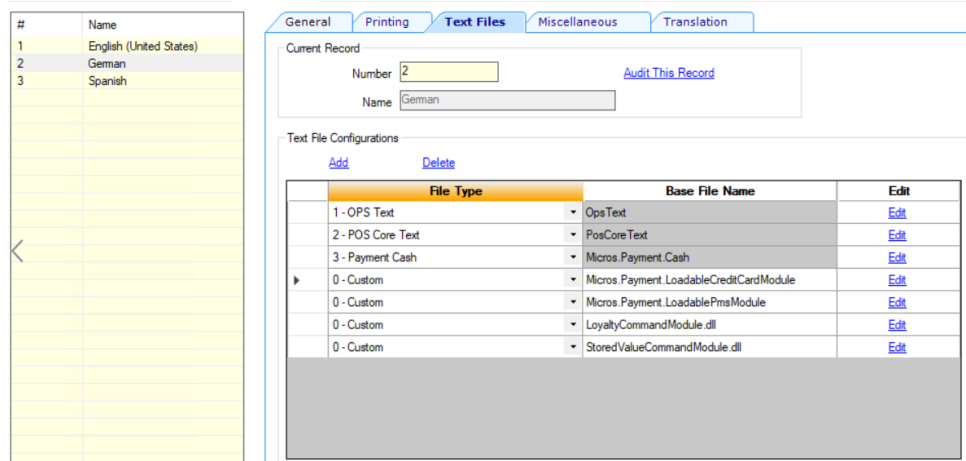 # Name
1 English (United States)
2 German
3 Spanish
General Printing Text Files Miscellaneous Translation
Current Record
Number 2 Audit This Record
Name German
Text File Configurations
Add Delete
File Type Base File Name Edit
1 - OPS Text OpsText Edit
2 - POS Core Text PosCoreText Edit
3 - Payment Cash Micros.Payment.Cash Edit
0 - Custom Micros.Payment.LoadableCreditCardModule Edit
0 - Custom Micros.Payment.LoadablePmsModule Edit
0 - Custom LoyaltyCommandModule.dll Edit
0 - Custom StoredValueCommandModule.dll Edit